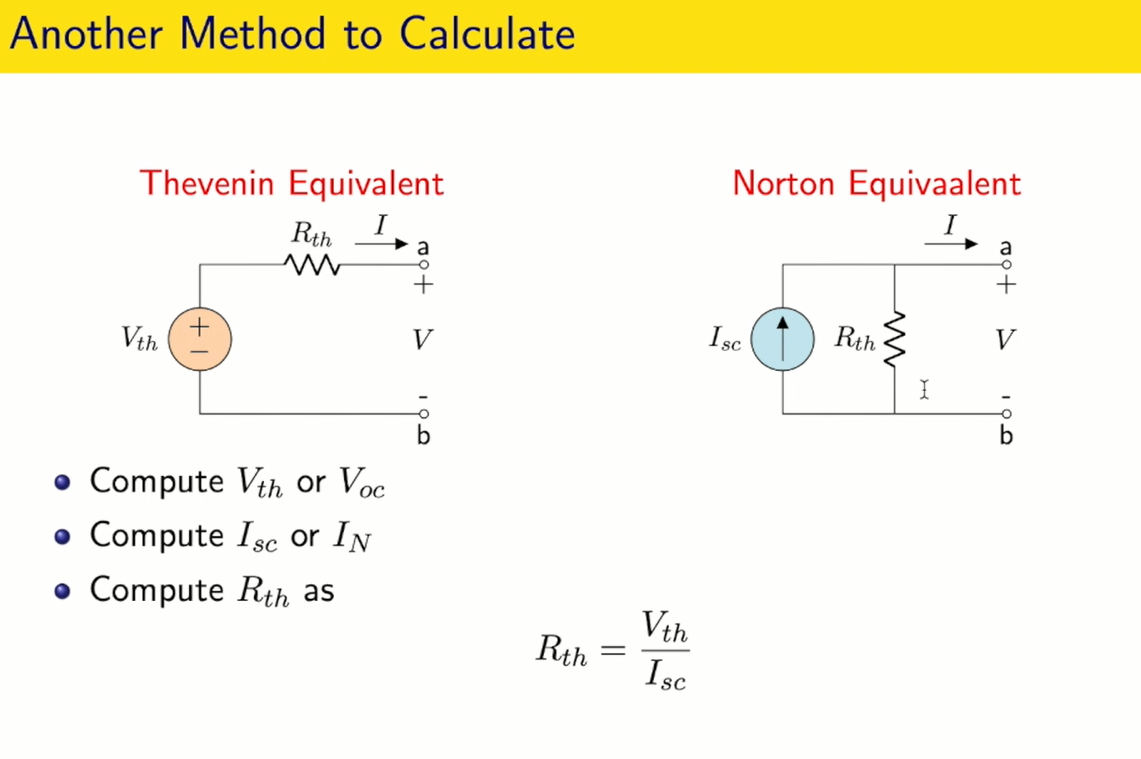 Another Method to Calculate
Thevenin Equivalent
R_th
I
a
+
V_th
+
−
V
-
b
Norton Equivaalent
I
a
+
I_sc
R_th
V
-
b
Compute V_th or V_oc
Compute I_sc or I_N
Compute R_th as
R_th = V_th / I_sc